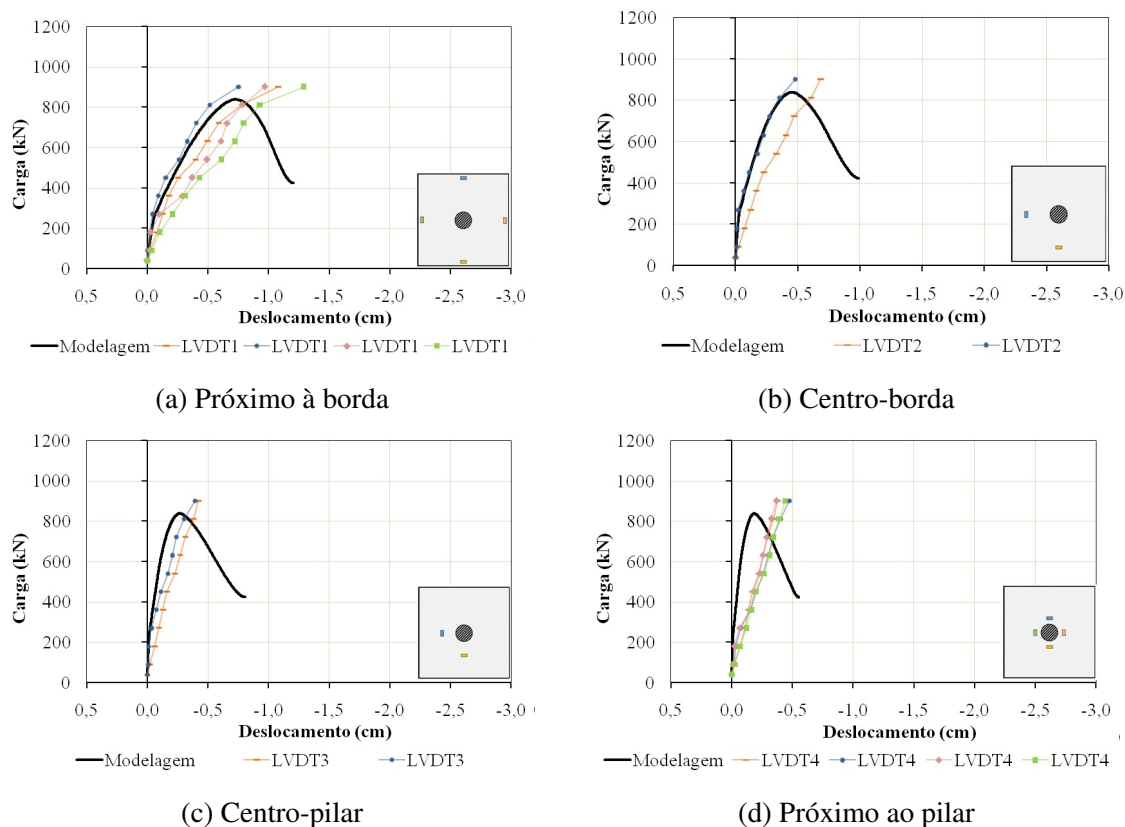 1200
1000
800
600
400
200
0
Carga (kN)
0,5 0,0 -0,5 -1,0 -1,5 -2,0 -2,5 -3,0
Deslocamento (cm)
Modelagem LVDT1 LVDT1 LVDT1 LVDT1
(a) Próximo à borda
1200
1000
800
600
400
200
0
Carga (kN)
0,5 0,0 -0,5 -1,0 -1,5 -2,0 -2,5 -3,0
Deslocamento (cm)
Modelagem LVDT2 LVDT2
(b) Centro-borda
1200
1000
800
600
400
200
0
Carga (kN)
0,5 0,0 -0,5 -1,0 -1,5 -2,0 -2,5 -3,0
Deslocamento (cm)
Modelagem LVDT3 LVDT3
(c) Centro-pilar
1200
1000
800
600
400
200
0
Carga (kN)
0,5 0,0 -0,5 -1,0 -1,5 -2,0 -2,5 -3,0
Deslocamento (cm)
Modelagem LVDT4 LVDT4 LVDT4 LVDT4
(d) Próximo ao pilar